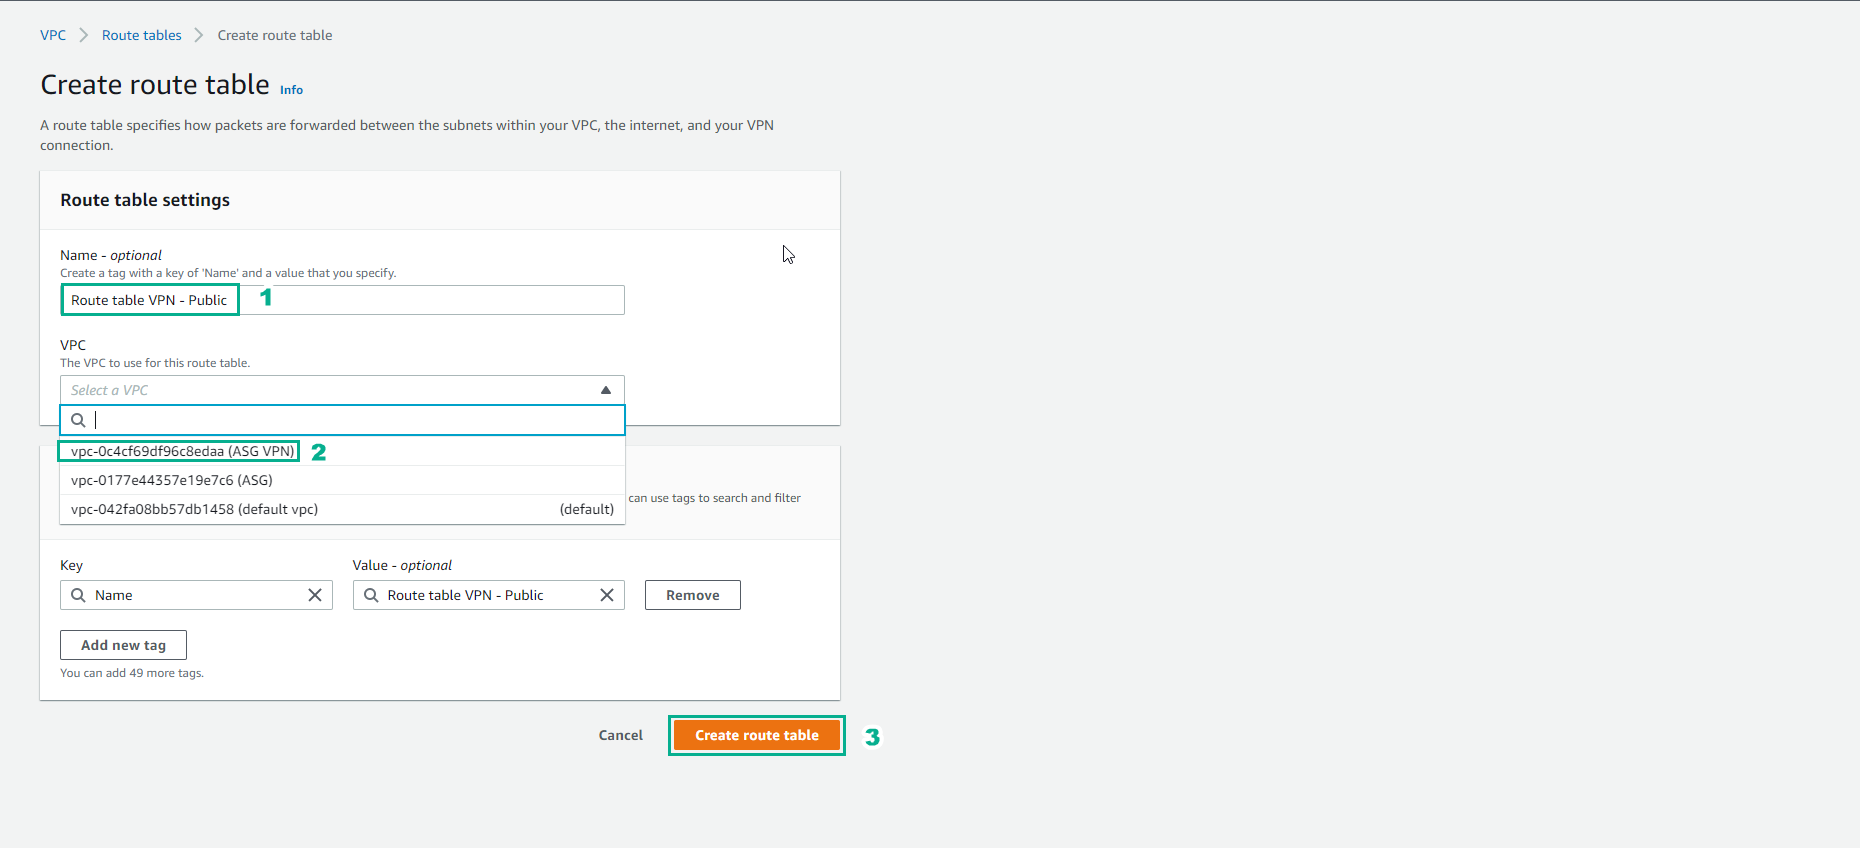 VPC > Route tables > Create route table
Create route table Info
A route table specifies how packets are forwarded between the subnets within your VPC, the internet, and your VPN
connection.
Route table settings
Name - optional
Create a tag with a key of 'Name' and a value that you specify.
Route table VPN - Public 1
VPC
The VPC to use for this route table.
Select a VPC
vpc-0c4cf69df96c8edaa (ASG VPN) 2
vpc-0177e44357e19e7c6 (ASG)
can use tags to search and filter
vpc-042fa08bb57db1458 (default vpc) (default)
Key Value - optional
Name Route table VPN - Public Remove
Add new tag
You can add 49 more tags.
Cancel Create route table 3